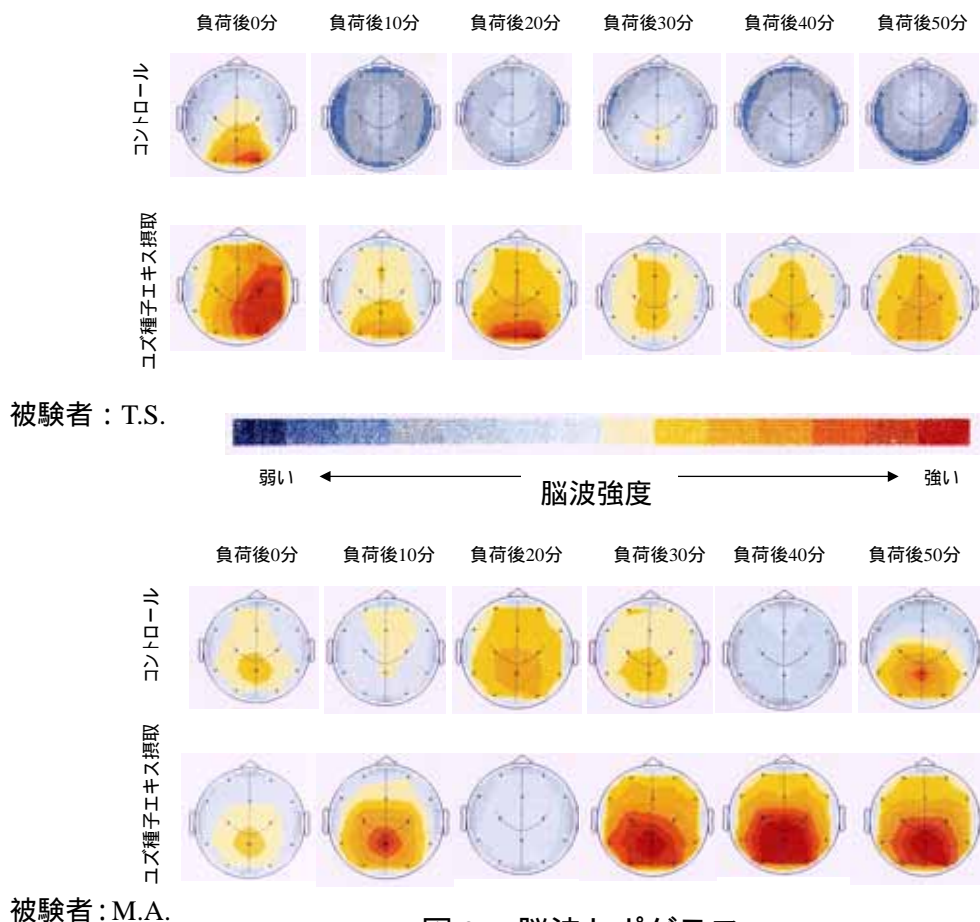 負荷後0分 負荷後10分 負荷後20分 負荷後30分 負荷後40分 負荷後50分
コントロール
ユズ種子エキス摂取
被験者：T.S.
弱い 強い
脳波強度
負荷後0分 負荷後10分 負荷後20分 負荷後30分 負荷後40分 負荷後50分
コントロール
ユズ種子エキス摂取
被験者：M.A.